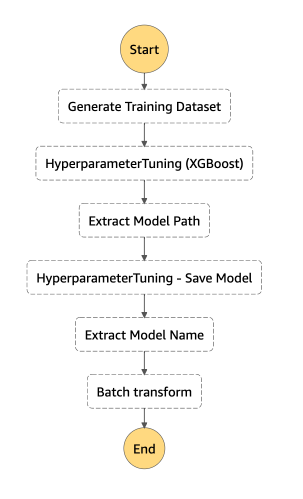 Start
Generate Training Dataset
HyperparameterTuning (XGBoost)
Extract Model Path
HyperparameterTuning - Save Model
Extract Model Name
Batch transform
End